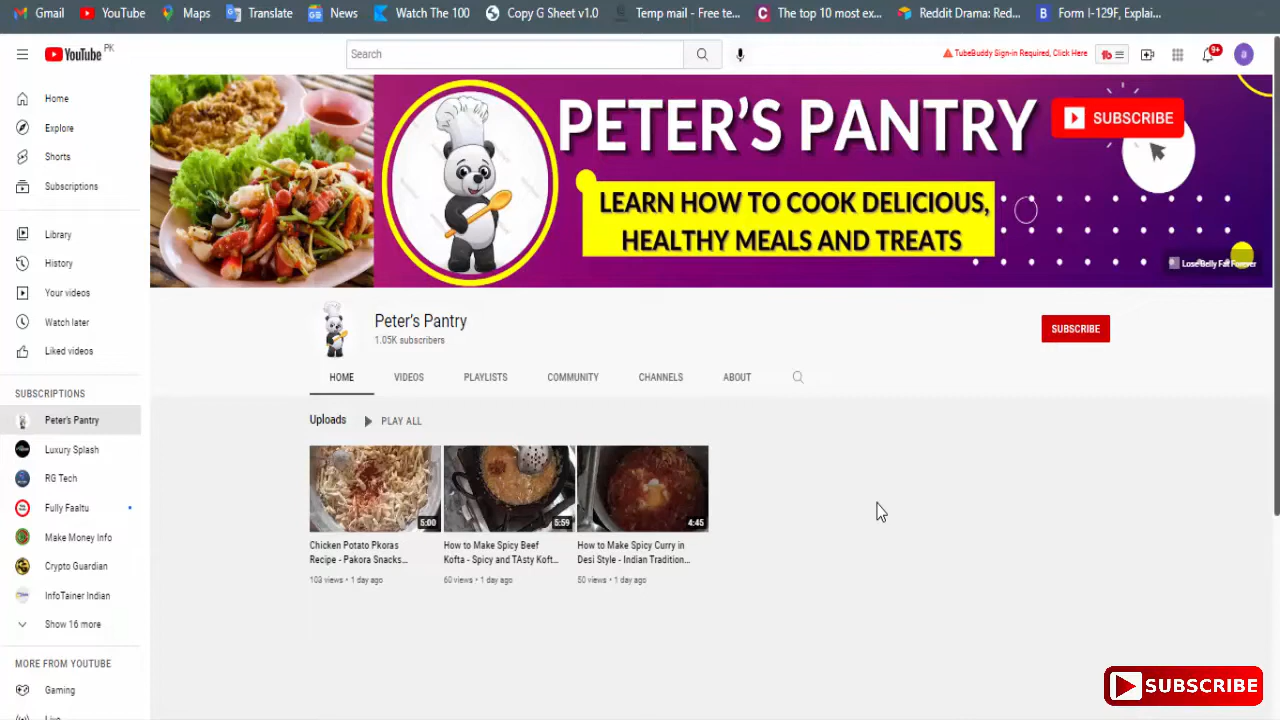 Gmail YouTube Maps Translate News Watch The 100 Copy G Sheet v1.0 Temp mail - Free te... The top 10 most ex... Reddit Drama: Red... Form I-129F, Explai...
YouTube PK
Search
TubeBuddy Sign-in Required, Click Here
9+
a
Home
Explore
Shorts
Subscriptions
Library
History
Your videos
Watch later
Liked videos
SUBSCRIPTIONS
Peter's Pantry
Luxury Splash
RG Tech
Fully Faaltu
Make Money Info
Crypto Guardian
InfoTainer Indian
Show 16 more
MORE FROM YOUTUBE
Gaming
Live
PETER'S PANTRY
SUBSCRIBE
LEARN HOW TO COOK DELICIOUS,
HEALTHY MEALS AND TREATS
Lose Belly Fat Forever
Peter's Pantry
1.05K subscribers
SUBSCRIBE
HOME VIDEOS PLAYLISTS COMMUNITY CHANNELS ABOUT
Uploads PLAY ALL
5:00 5:59 4:45
Chicken Potato Pkoras
Recipe - Pakora Snacks...
103 views • 1 day ago
How to Make Spicy Beef
Kofta - Spicy and TAsty Koft...
60 views • 1 day ago
How to Make Spicy Curry in
Desi Style - Indian Tradition...
50 views • 1 day ago
SUBSCRIBE